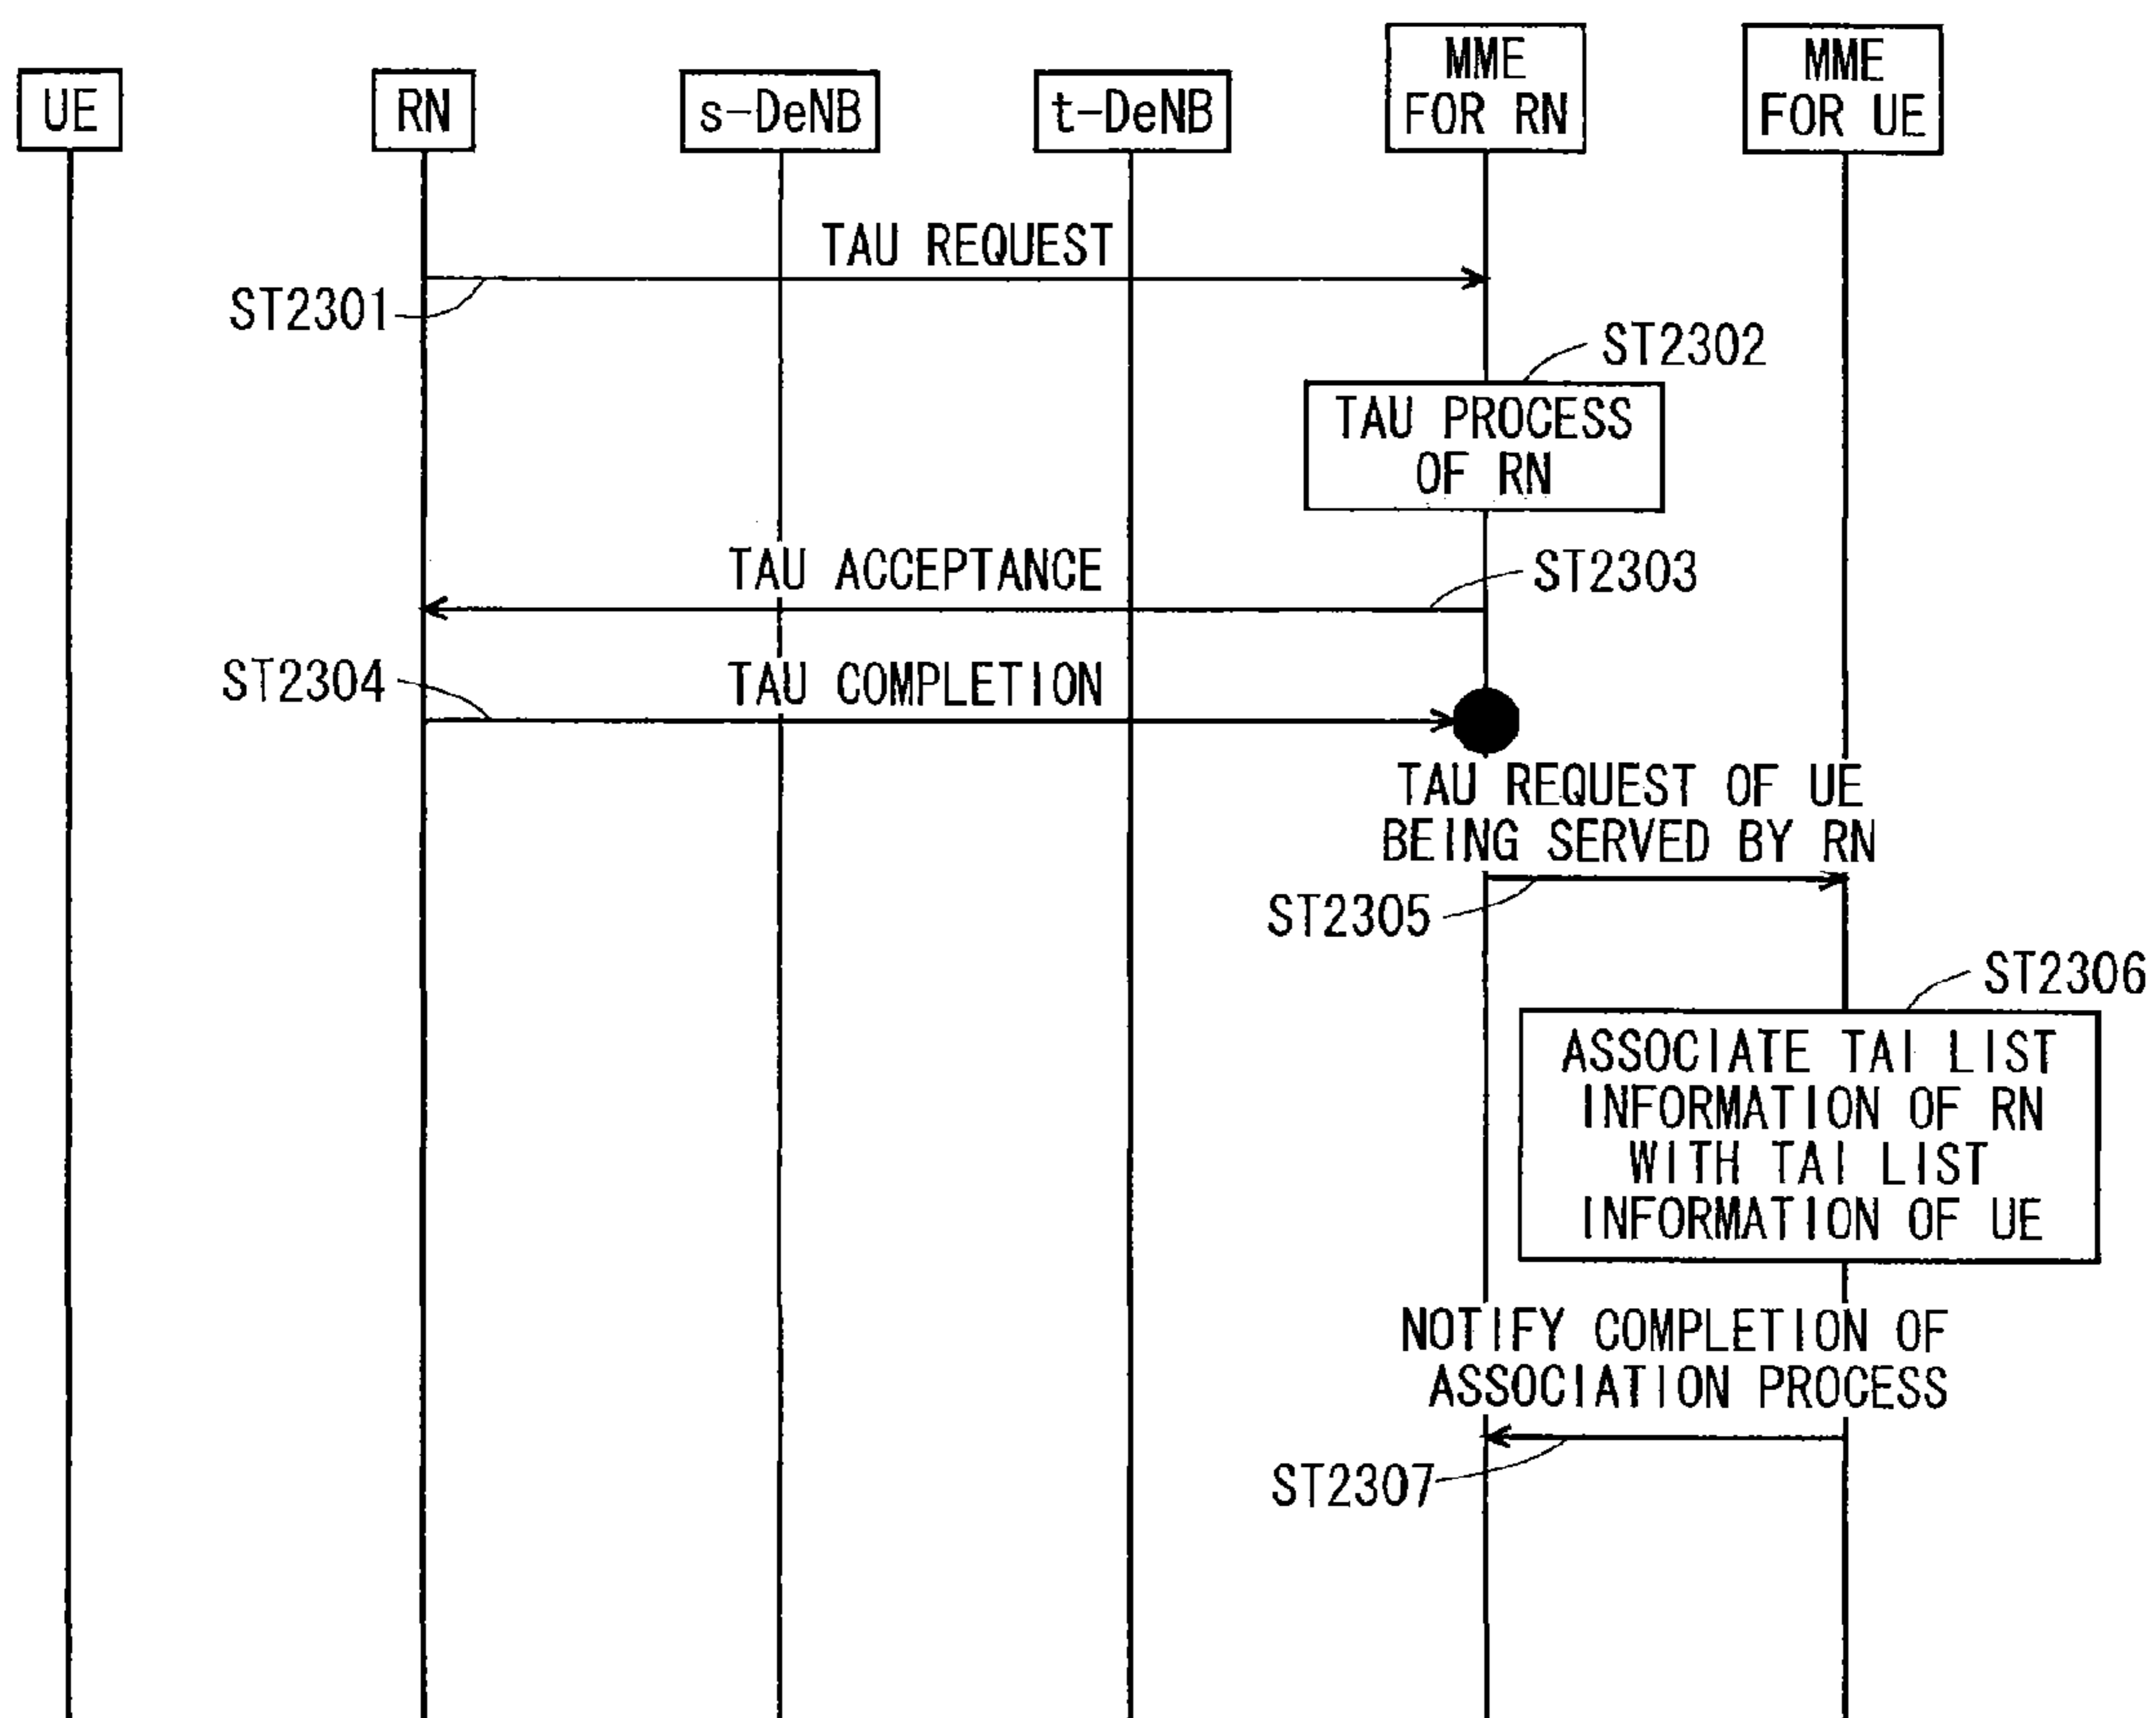 UE
RN
s-DeNB
t-DeNB
MME
FOR RN
MME
FOR UE
TAU REQUEST
ST2301
ST2302
TAU PROCESS
OF RN
TAU ACCEPTANCE
ST2303
ST2304
TAU COMPLETION
TAU REQUEST OF UE
BEING SERVED BY RN
ST2305
ST2306
ASSOCIATE TAI LIST
INFORMATION OF RN
WITH TAI LIST
INFORMATION OF UE
NOTIFY COMPLETION OF
ASSOCIATION PROCESS
ST2307